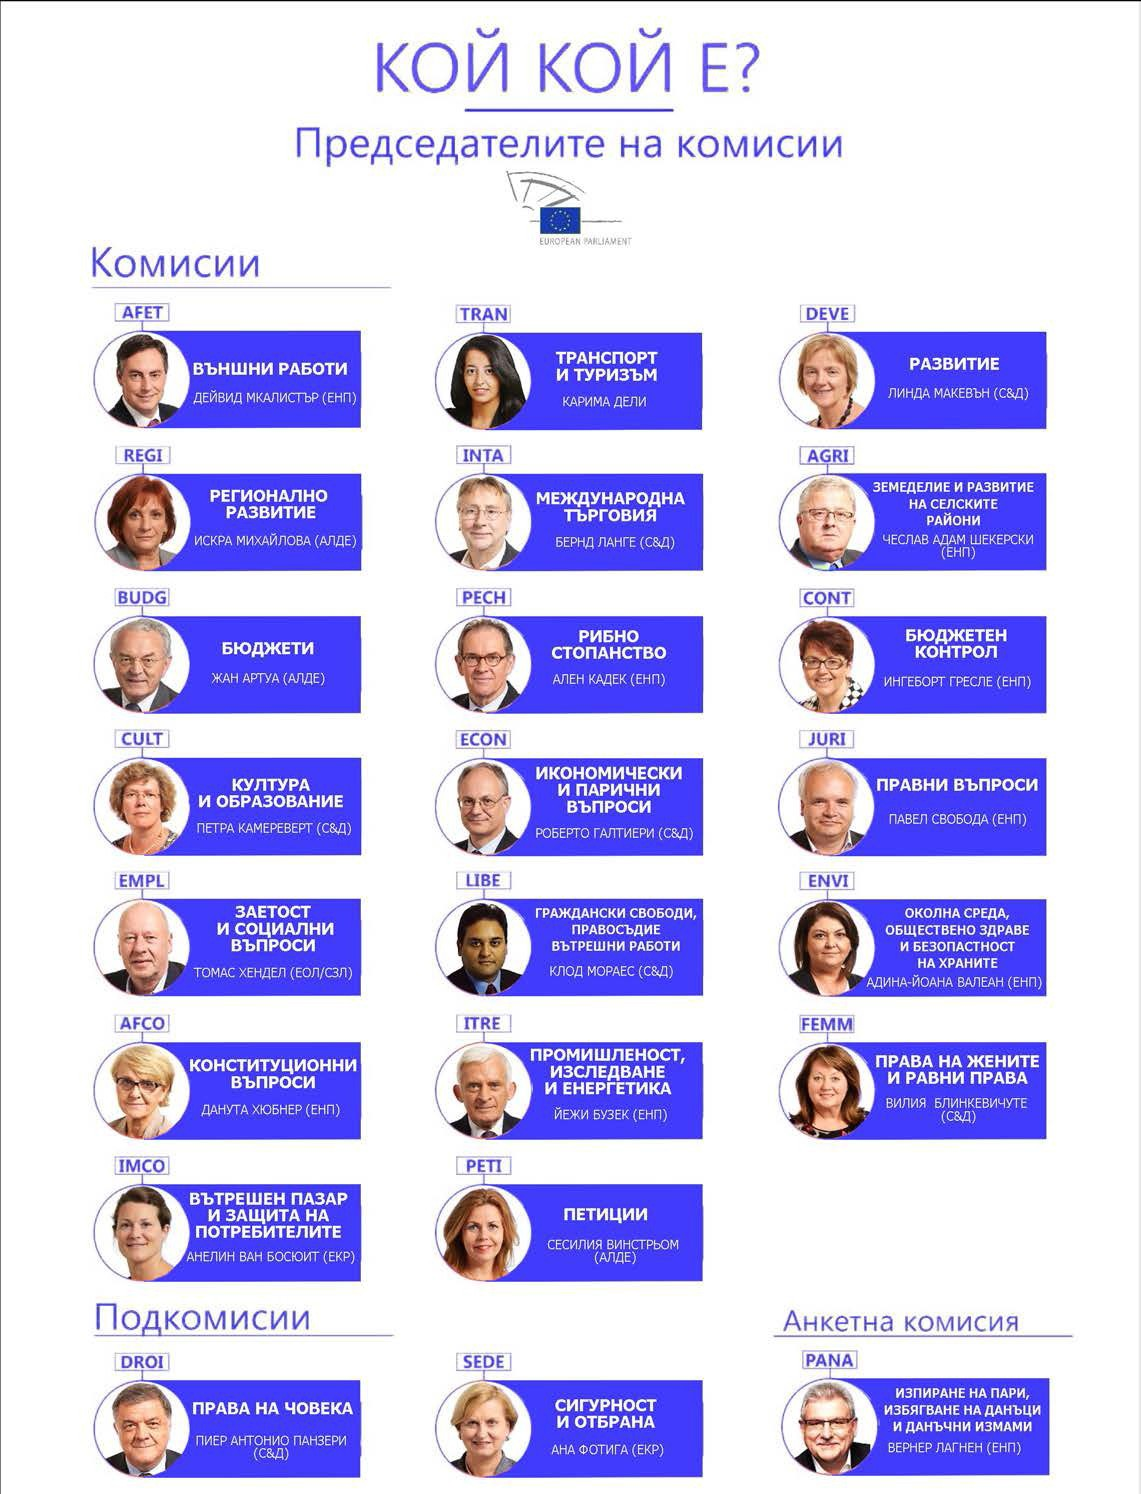 КОЙ КОЙ Е?
Председателите на комисии
EUROPEAN PARLIAMENT
Комисии
AFET
ВЪНШНИ РАБОТИ
ДЕЙВИД МКАЛИСТЪР (ЕНП)
TRAN
ТРАНСПОРТ
И ТУРИЗЪМ
КАРИМА ДЕЛИ
DEVE
РАЗВИТИЕ
ЛИНДА МАКЕВЪН (С&Д)
REGI
РЕГИОНАЛНО
РАЗВИТИЕ
ИСКРА МИХАЙЛОВА (АЛДЕ)
INTA
МЕЖДУНАРОДНА
ТЪРГОВИЯ
БЕРНД ЛАНГЕ (С&Д)
AGRI
ЗЕМЕДЕЛИЕ И РАЗВИТИЕ
НА СЕЛСКИТЕ
РАЙОНИ
ЧЕСЛАВ АДАМ ШЕКЕРСКИ
(ЕНП)
BUDG
БЮДЖЕТИ
ЖАН АРТУА (АЛДЕ)
PECH
РИБНО
СТОПАНСТВО
АЛЕН КАДЕК (ЕНП)
CONT
БЮДЖЕТЕН
КОНТРОЛ
ИНГЕБОРТ ГРЕСЛЕ (ЕНП)
CULT
КУЛТУРА
И ОБРАЗОВАНИЕ
ПЕТРА КАМЕРЕВЕРТ (С&Д)
ECON
ИКОНОМИЧЕСКИ
И ПАРИЧНИ
ВЪПРОСИ
РОБЕРТО ГАЛТИЕРИ (С&Д)
JURI
ПРАВНИ ВЪПРОСИ
ПАВЕЛ СВОБОДА (ЕНП)
EMPL
ЗАЕТОСТ
И СОЦИАЛНИ
ВЪПРОСИ
ТОМАС ХЕНДЕЛ (ЕОЛ/СЗЛ)
LIBE
ГРАЖДАНСКИ СВОБОДИ,
ПРАВОСЪДИЕ
ВЪТРЕШНИ РАБОТИ
КЛОД МОРАЕС (С&Д)
ENVI
ОКОЛНА СРЕДА,
ОБЩЕСТВЕНО ЗДРАВЕ
И БЕЗОПАСТНОСТ
НА ХРАНИТЕ
АДИНА-ЙОАНА ВАЛЕАН (ЕНП)
AFCO
КОНСТИТУЦИОННИ
ВЪПРОСИ
ДАНУТА ХЮБНЕР (ЕНП)
ITRE
ПРОМИШЛЕНОСТ,
ИЗСЛЕДВАНЕ
И ЕНЕРГЕТИКА
ЙЕЖИ БУЗЕК (ЕНП)
FEMM
ПРАВА НА ЖЕНИТЕ
И РАВНИ ПРАВА
ВИЛИЯ БЛИНКЕВИЧУТЕ
(С&Д)
IMCO
ВЪТРЕШЕН ПАЗАР
И ЗАЩИТА НА
ПОТРЕБИТЕЛИТЕ
АНЕЛИН ВАН БОСЮИТ (ЕКР)
PETI
ПЕТИЦИИ
СЕСИЛИЯ ВИНСТРЬОМ
(АЛДЕ)
Подкомисии
DROI
ПРАВА НА ЧОВЕКА
ПИЕР АНТОНИО ПАНЗЕРИ
(С&Д)
SEDE
СИГУРНОСТ
И ОТБРАНА
АНА ФОТИГА (ЕКР)
Анкетна комисия
PANA
ИЗПИРАНЕ НА ПАРИ,
ИЗБЯГВАНЕ НА ДАНЪЦИ
И ДАНЪЧНИ ИЗМАМИ
ВЕРНЕР ЛАГНЕН (ЕНП)